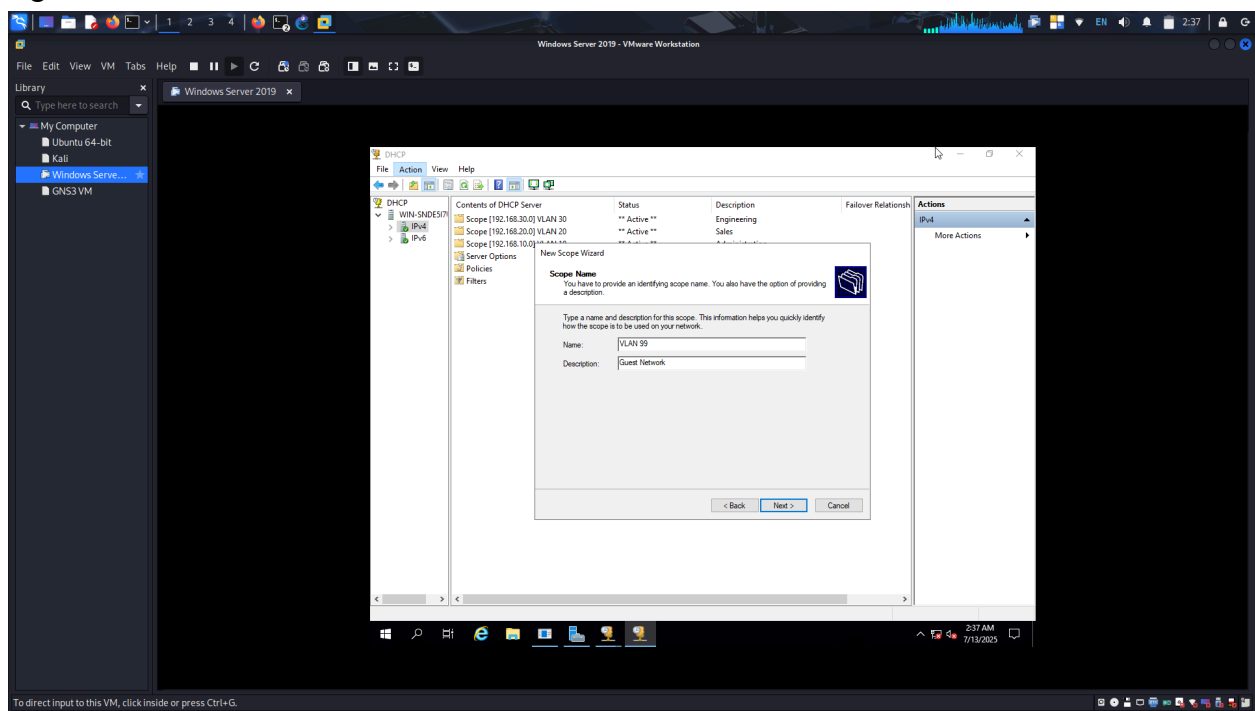 1 2 3 4
EN 2:37
Windows Server 2019 - VMware Workstation
File Edit View VM Tabs Help
Library
Windows Server 2019
Type here to search
My Computer
Ubuntu 64-bit
Kali
Windows Serve...
GNS3 VM
DHCP
File Action View Help
DHCP
WIN-SNDE5I7
IPv4
IPv6
Contents of DHCP Server Status Description Failover Relationsh
Scope [192.168.30.0] VLAN 30 ** Active ** Engineering
Scope [192.168.20.0] VLAN 20 ** Active ** Sales
Scope [192.168.10.0]
Server Options
Policies
Filters
Actions
IPv4
More Actions
New Scope Wizard
Scope Name
You have to provide an identifying scope name. You also have the option of providing
a description.
Type a name and description for this scope. This information helps you quickly identify
how the scope is to be used on your network.
Name: VLAN 99
Description: Guest Network
< Back Next > Cancel
2:37 AM
7/13/2025
To direct input to this VM, click inside or press Ctrl+G.